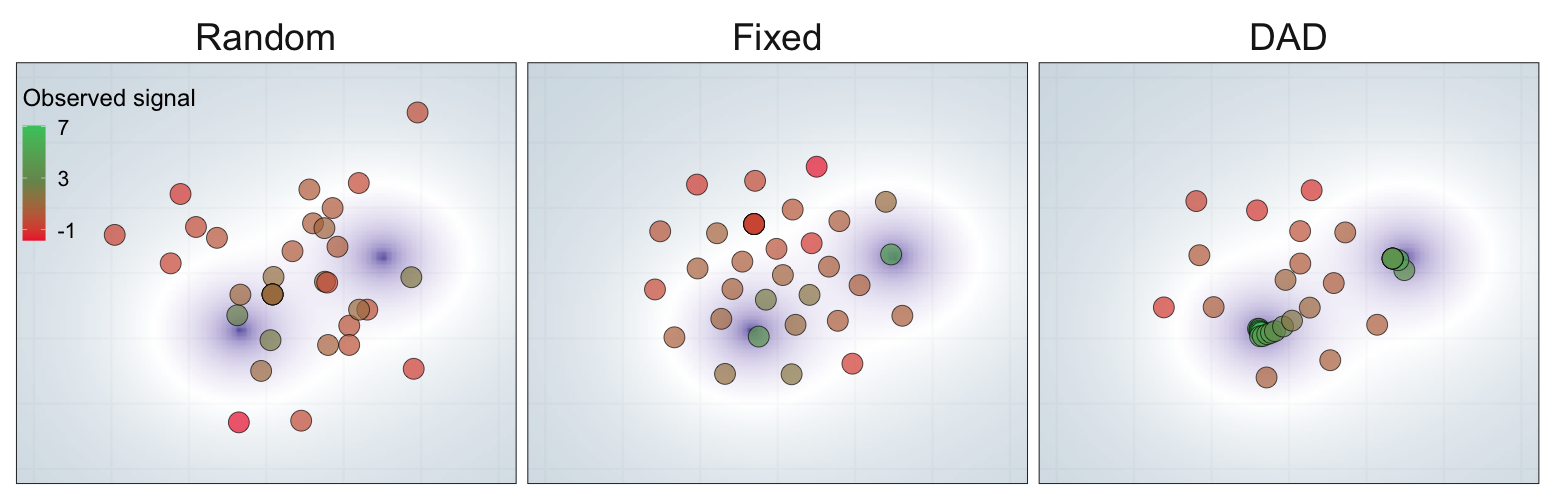 Random
Fixed
DAD
Observed signal
7
3
-1